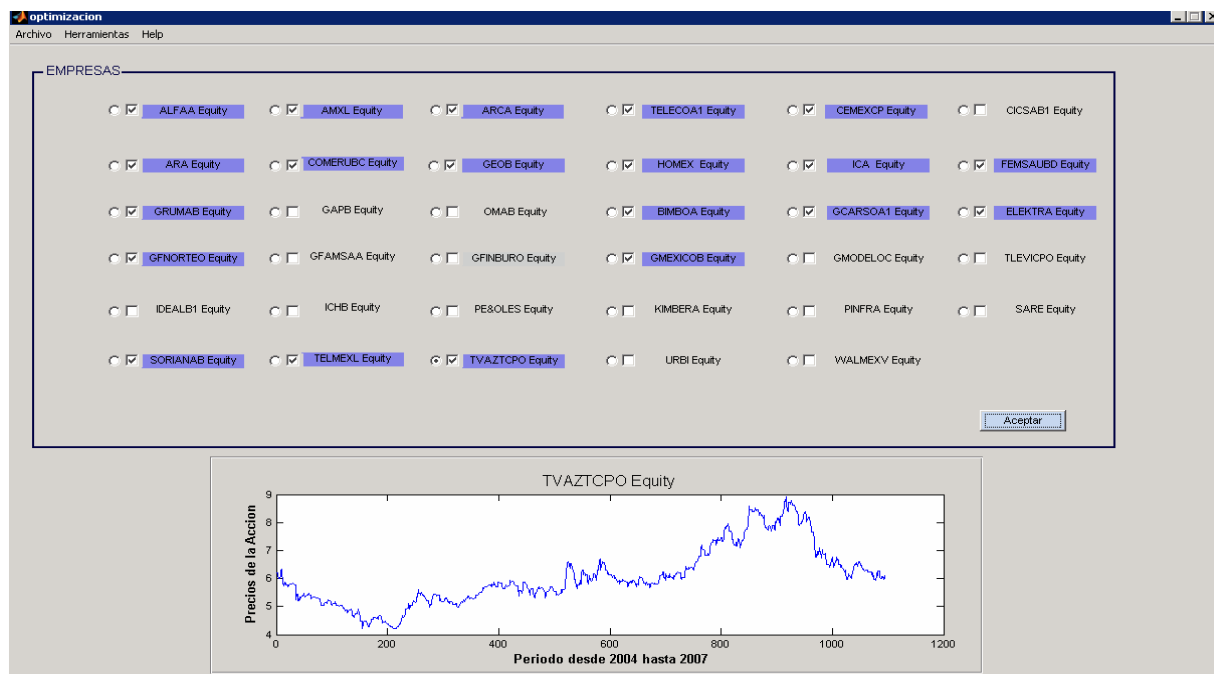 optimizacion
Archivo Herramientas Help
EMPRESAS
ALFAA Equity AMXL Equity ARCA Equity TELECOA1 Equity CEMEXCP Equity CICSAB1 Equity
ARA Equity COMERUBC Equity GEOB Equity HOMEX Equity ICA Equity FEMSAUBD Equity
GRUMAB Equity GAPB Equity OMAB Equity BIMBOA Equity GCARSOA1 Equity ELEKTRA Equity
GFNORTEO Equity GFAMSAA Equity GFINBURO Equity GMEXICOB Equity GMODELOC Equity TLEVICPO Equity
IDEALB1 Equity ICHB Equity PE&OLES Equity KIMBERA Equity PINFRA Equity SARE Equity
SORIANAB Equity TELMEXL Equity TVAZTCPO Equity URBI Equity WALMEXV Equity
Aceptar
TVAZTCPO Equity
Precios de la Accion
9
8
7
6
5
4
0 200 400 600 800 1000 1200
Periodo desde 2004 hasta 2007